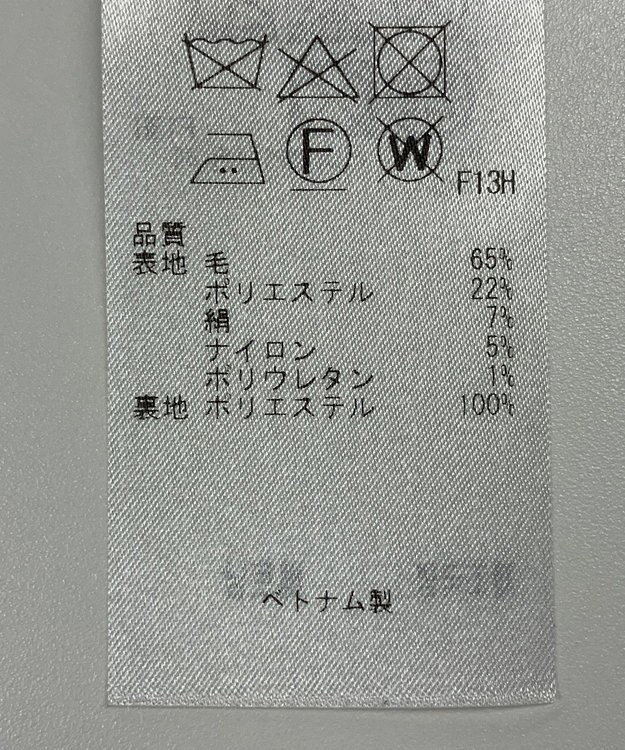 F W F13H
品質
表地 毛 65%
ポリエステル 22%
絹 7%
ナイロン 5%
ポリウレタン 1%
裏地 ポリエステル 100%
ベトナム製